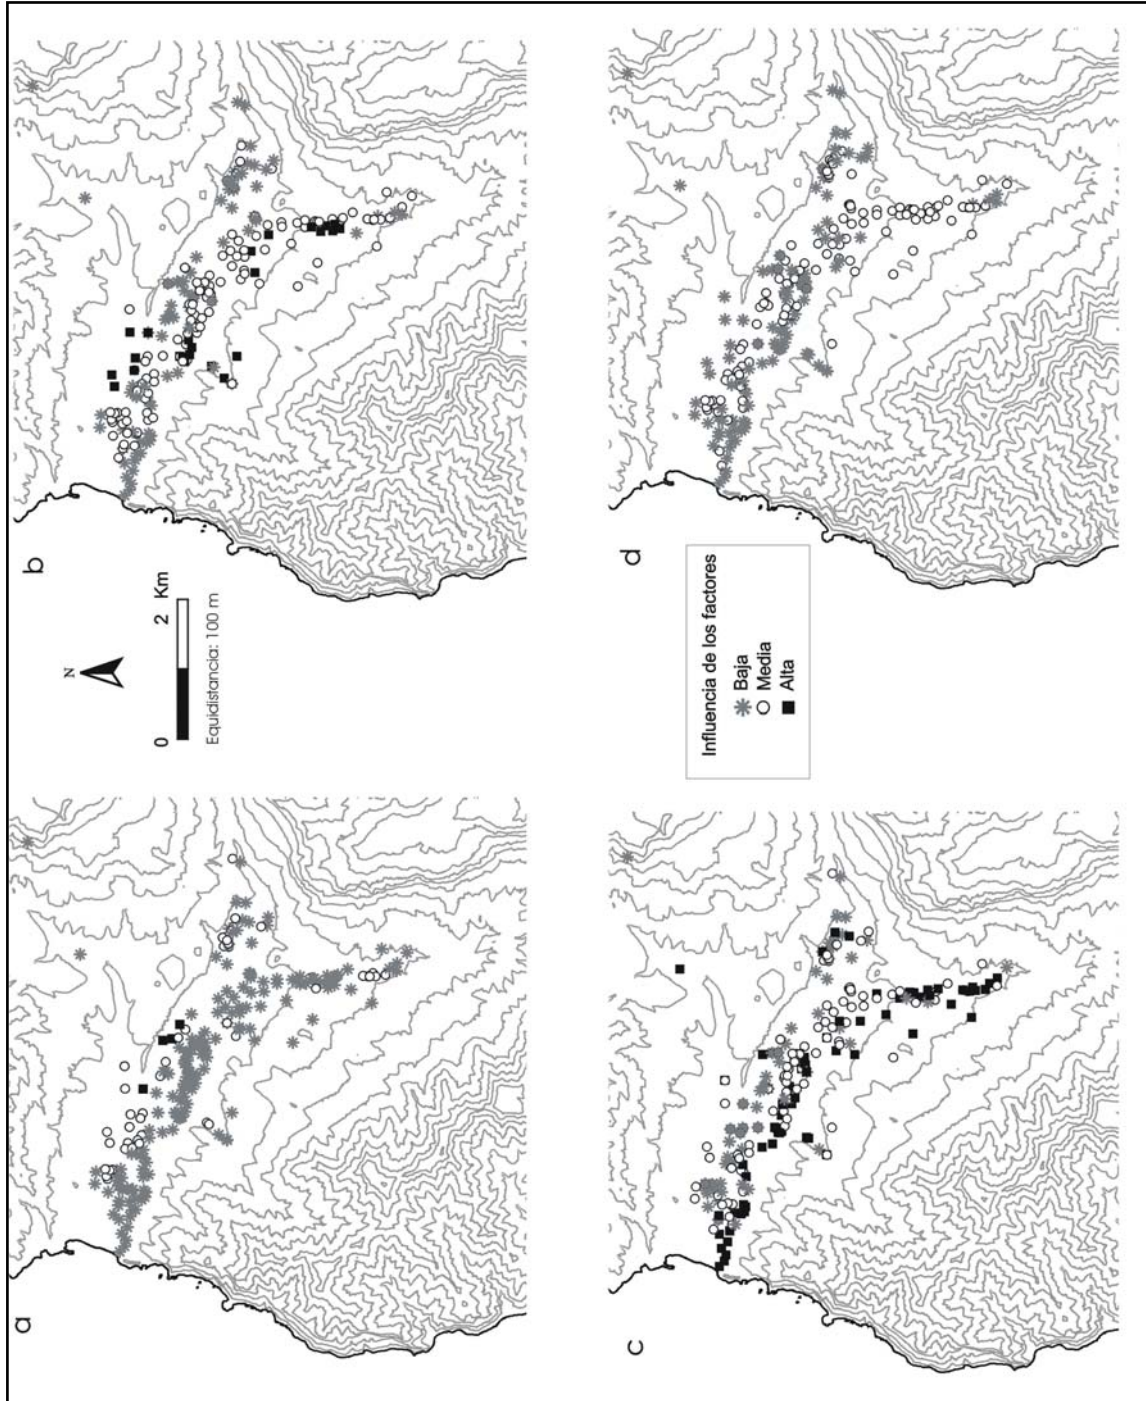 a
b
N
0 2 Km
Equidistancia: 100 m
c
d
Influencia de los factores
Baja
Media
Alta